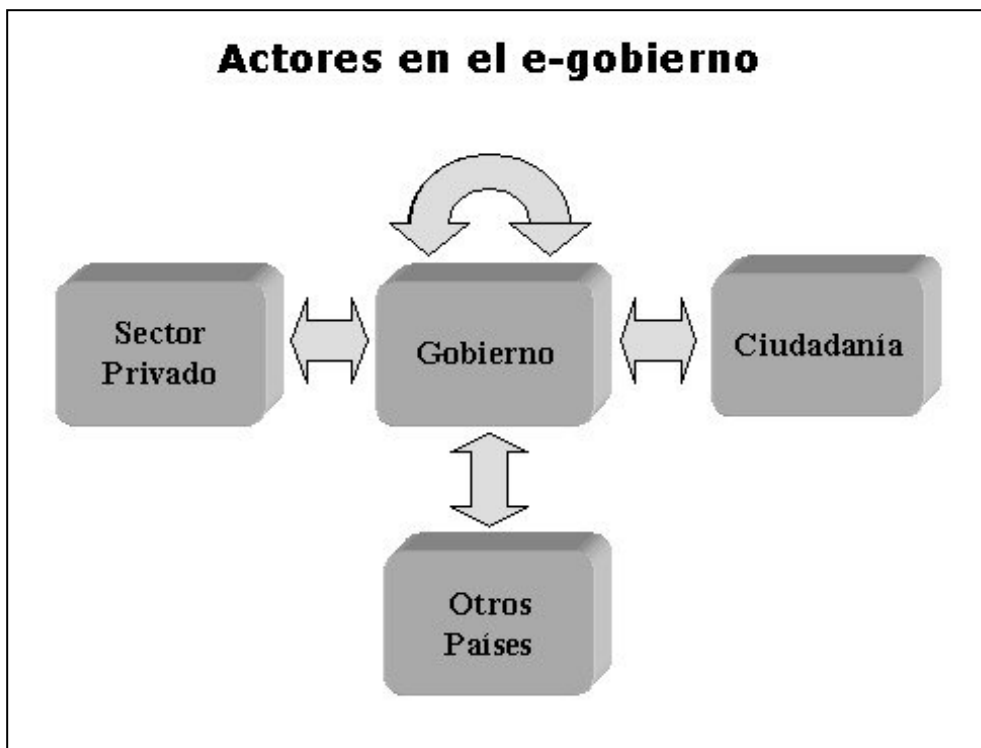 Actores en el e-gobierno
Sector
Privado
Gobierno
Ciudadanía
Otros
Países